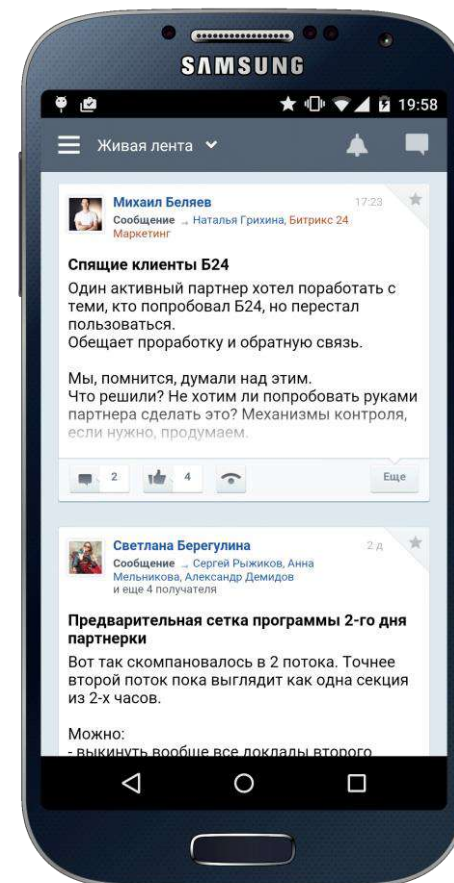 SAMSUNG
19:58
Живая лента
Михаил Беляев 17:23
Сообщение → Наталья Грихина, Битрикс 24
Маркетинг
Спящие клиенты Б24
Один активный партнер хотел поработать с
теми, кто попробовал Б24, но перестал
пользоваться.
Обещает проработку и обратную связь.
Мы, помнится, думали над этим.
Что решили? Не хотим ли попробовать руками
партнера сделать это? Механизмы контроля,
если нужно, продумаем.
2 4 Еще
Светлана Берегулина 2 д
Сообщение → Сергей Рыжиков, Анна
Мельникова, Александр Демидов
и еще 4 получателя
Предварительная сетка программы 2-го дня
партнерки
Вот так скомпановалось в 2 потока. Точнее
второй поток пока выглядит как одна секция
из 2-х часов.
Можно:
- выкинуть вообще все доклады второго